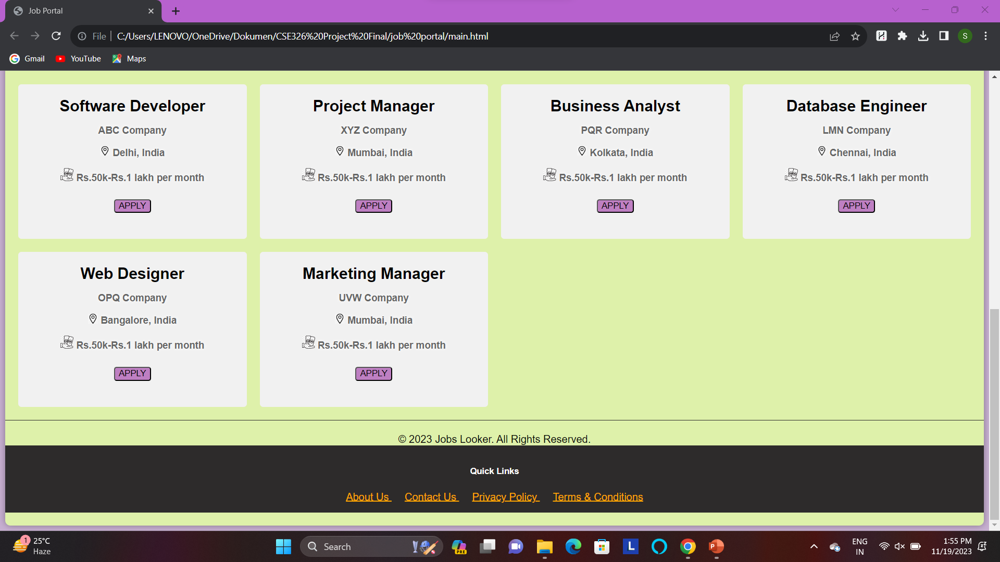 Job Portal
File C:/Users/LENOVO/OneDrive/Dokumen/CSE326%20Project%20Final/job%20portal/main.html
S
Gmail YouTube Maps
Software Developer
ABC Company
Delhi, India
Rs.50k-Rs.1 lakh per month
APPLY
Project Manager
XYZ Company
Mumbai, India
Rs.50k-Rs.1 lakh per month
APPLY
Business Analyst
PQR Company
Kolkata, India
Rs.50k-Rs.1 lakh per month
APPLY
Database Engineer
LMN Company
Chennai, India
Rs.50k-Rs.1 lakh per month
APPLY
Web Designer
OPQ Company
Bangalore, India
Rs.50k-Rs.1 lakh per month
APPLY
Marketing Manager
UVW Company
Mumbai, India
Rs.50k-Rs.1 lakh per month
APPLY
© 2023 Jobs Looker. All Rights Reserved.
Quick Links
About Us Contact Us Privacy Policy Terms & Conditions
1
25°C
Haze
Search
PRE
L
P
ENG
IN
1:55 PM
11/19/2023